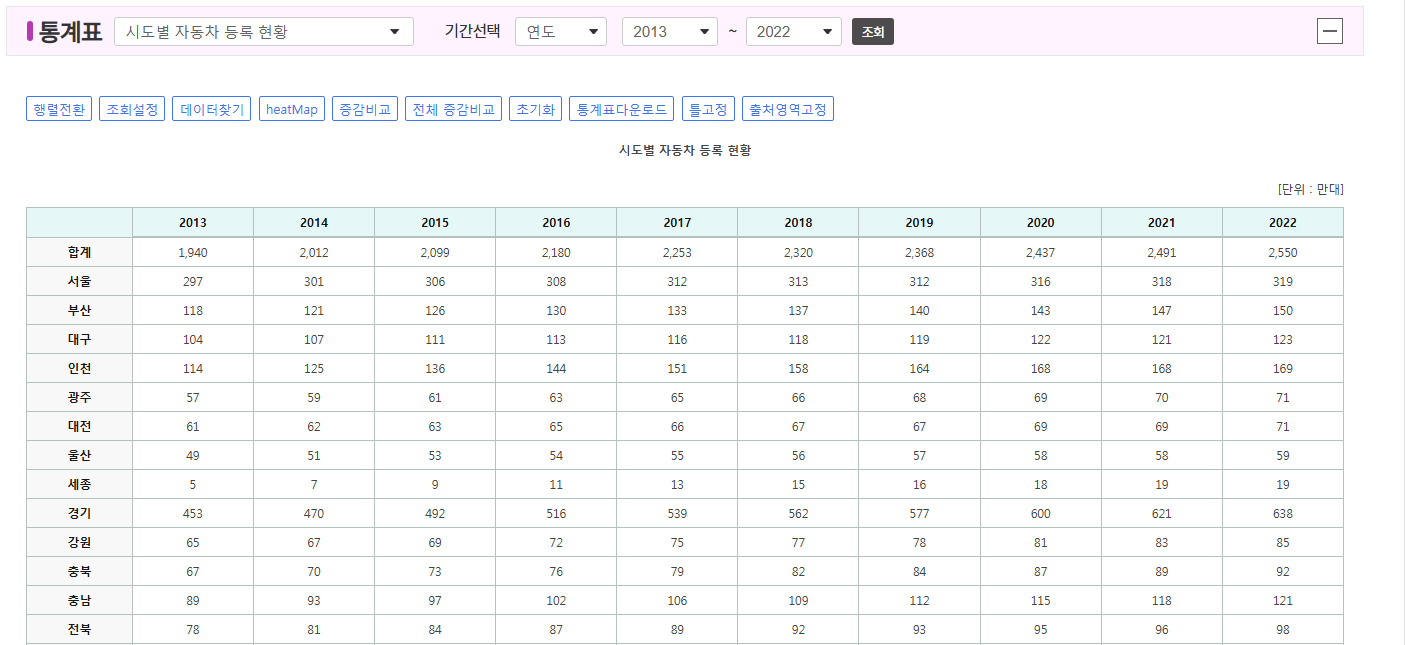 통계표 시도별 자동차 등록 현황 기간선택 연도 2013 ~ 2022 조회
행렬전환 조회설정 데이터찾기 heatMap 증감비교 전체 증감비교 초기화 통계표다운로드 틀고정 출처영역고정
시도별 자동차 등록 현황
[단위 : 만대]
2013 2014 2015 2016 2017 2018 2019 2020 2021 2022
합계 1,940 2,012 2,099 2,180 2,253 2,320 2,368 2,437 2,491 2,550
서울 297 301 306 308 312 313 312 316 318 319
부산 118 121 126 130 133 137 140 143 147 150
대구 104 107 111 113 116 118 119 122 121 123
인천 114 125 136 144 151 158 164 168 168 169
광주 57 59 61 63 65 66 68 69 70 71
대전 61 62 63 65 66 67 67 69 69 71
울산 49 51 53 54 55 56 57 58 58 59
세종 5 7 9 11 13 15 16 18 19 19
경기 453 470 492 516 539 562 577 600 621 638
강원 65 67 69 72 75 77 78 81 83 85
충북 67 70 73 76 79 82 84 87 89 92
충남 89 93 97 102 106 109 112 115 118 121
전북 78 81 84 87 89 92 93 95 96 98